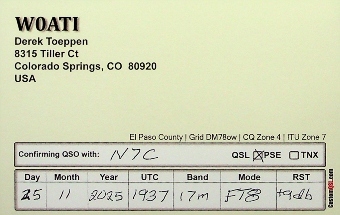 W0ATI
Derek Toeppen
8315 Tiller Ct
Colorado Springs, CO 80920
USA
El Paso County | Grid DM78ow | CQ Zone 4 | ITU Zone 7
Confirming QSO with: N7C QSL PSE TNX
Day Month Year UTC Band Mode RST
25 11 2025 1937 17m FT8 +9db
CustomQSL.com